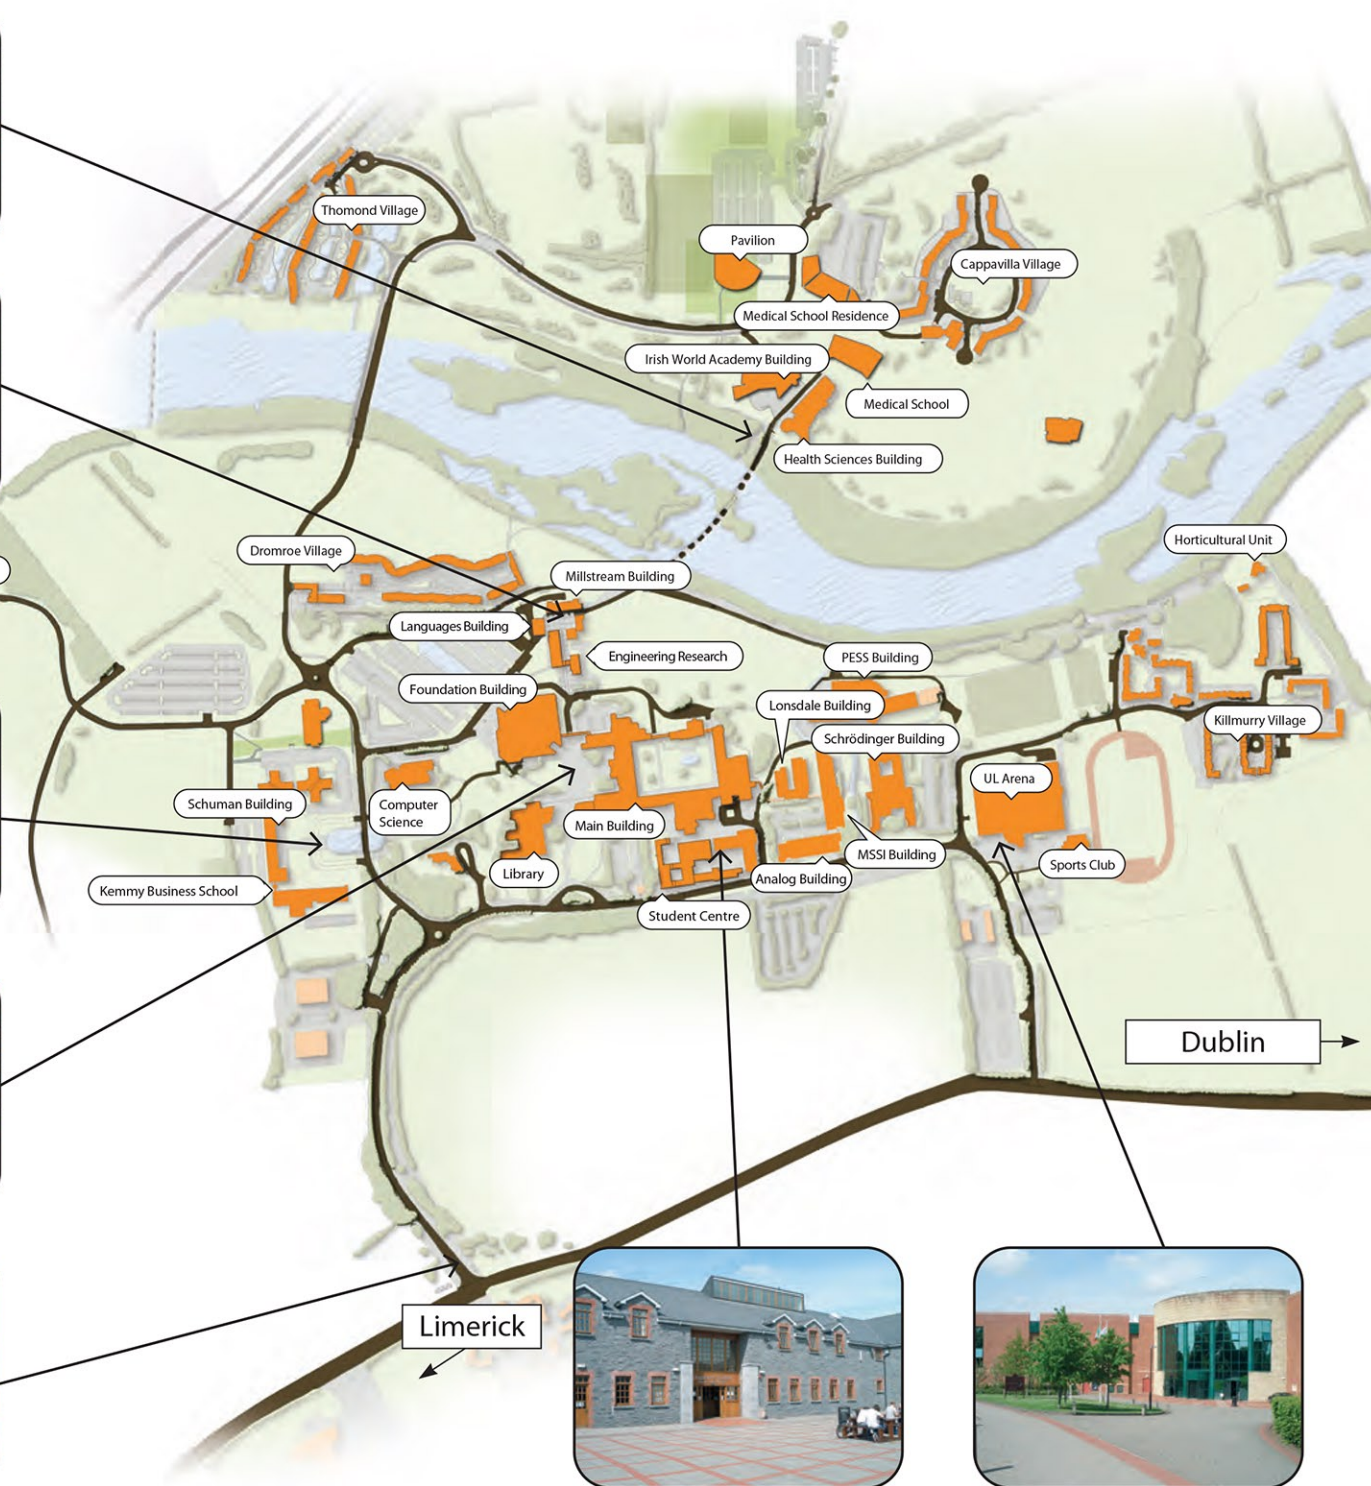 Thomond Village
Pavilion
Cappavilla Village
Medical School Residence
Irish World Academy Building
Medical School
Health Sciences Building
Horticultural Unit
Dromroe Village
Millstream Building
Languages Building
Engineering Research
PESS Building
Foundation Building
Lonsdale Building
Killmurry Village
Schrödinger Building
UL Arena
Schuman Building
Computer
Science
Main Building
MSSI Building
Sports Club
Library
Analog Building
Kemmy Business School
Student Centre
Dublin
Limerick